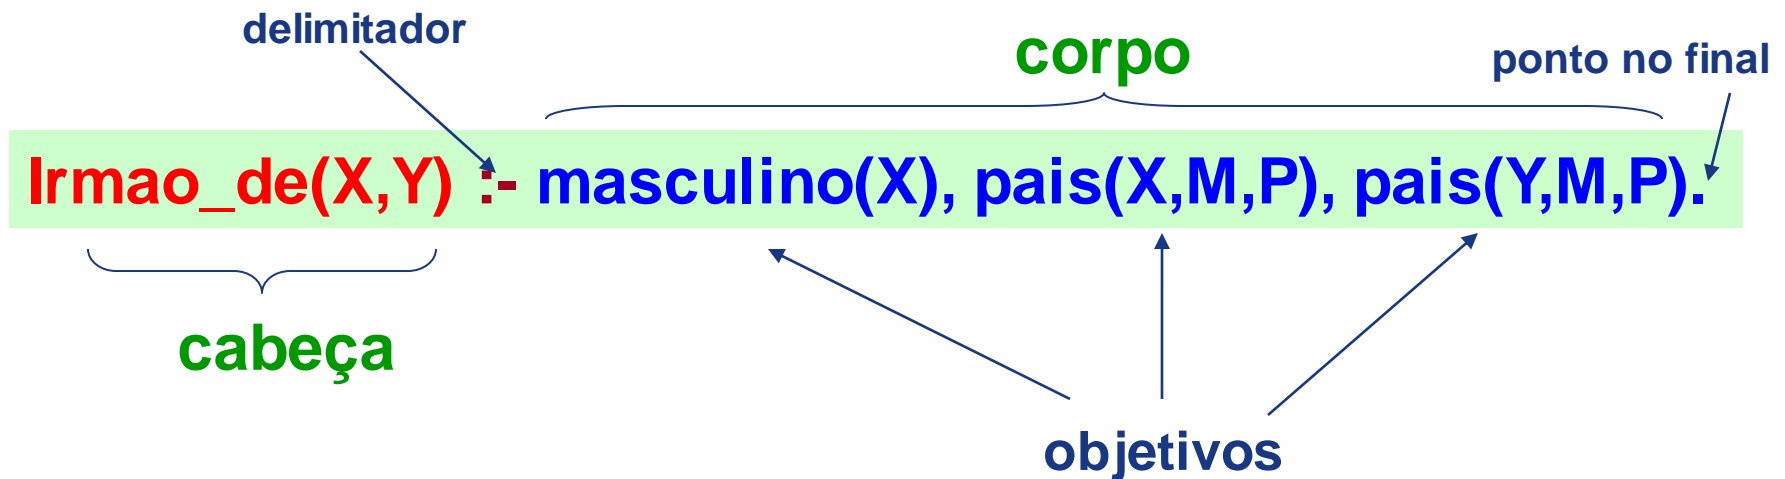 delimitador
corpo
ponto no final
Irmao_de(X,Y) :- masculino(X), pais(X,M,P), pais(Y,M,P).
cabeça
objetivos